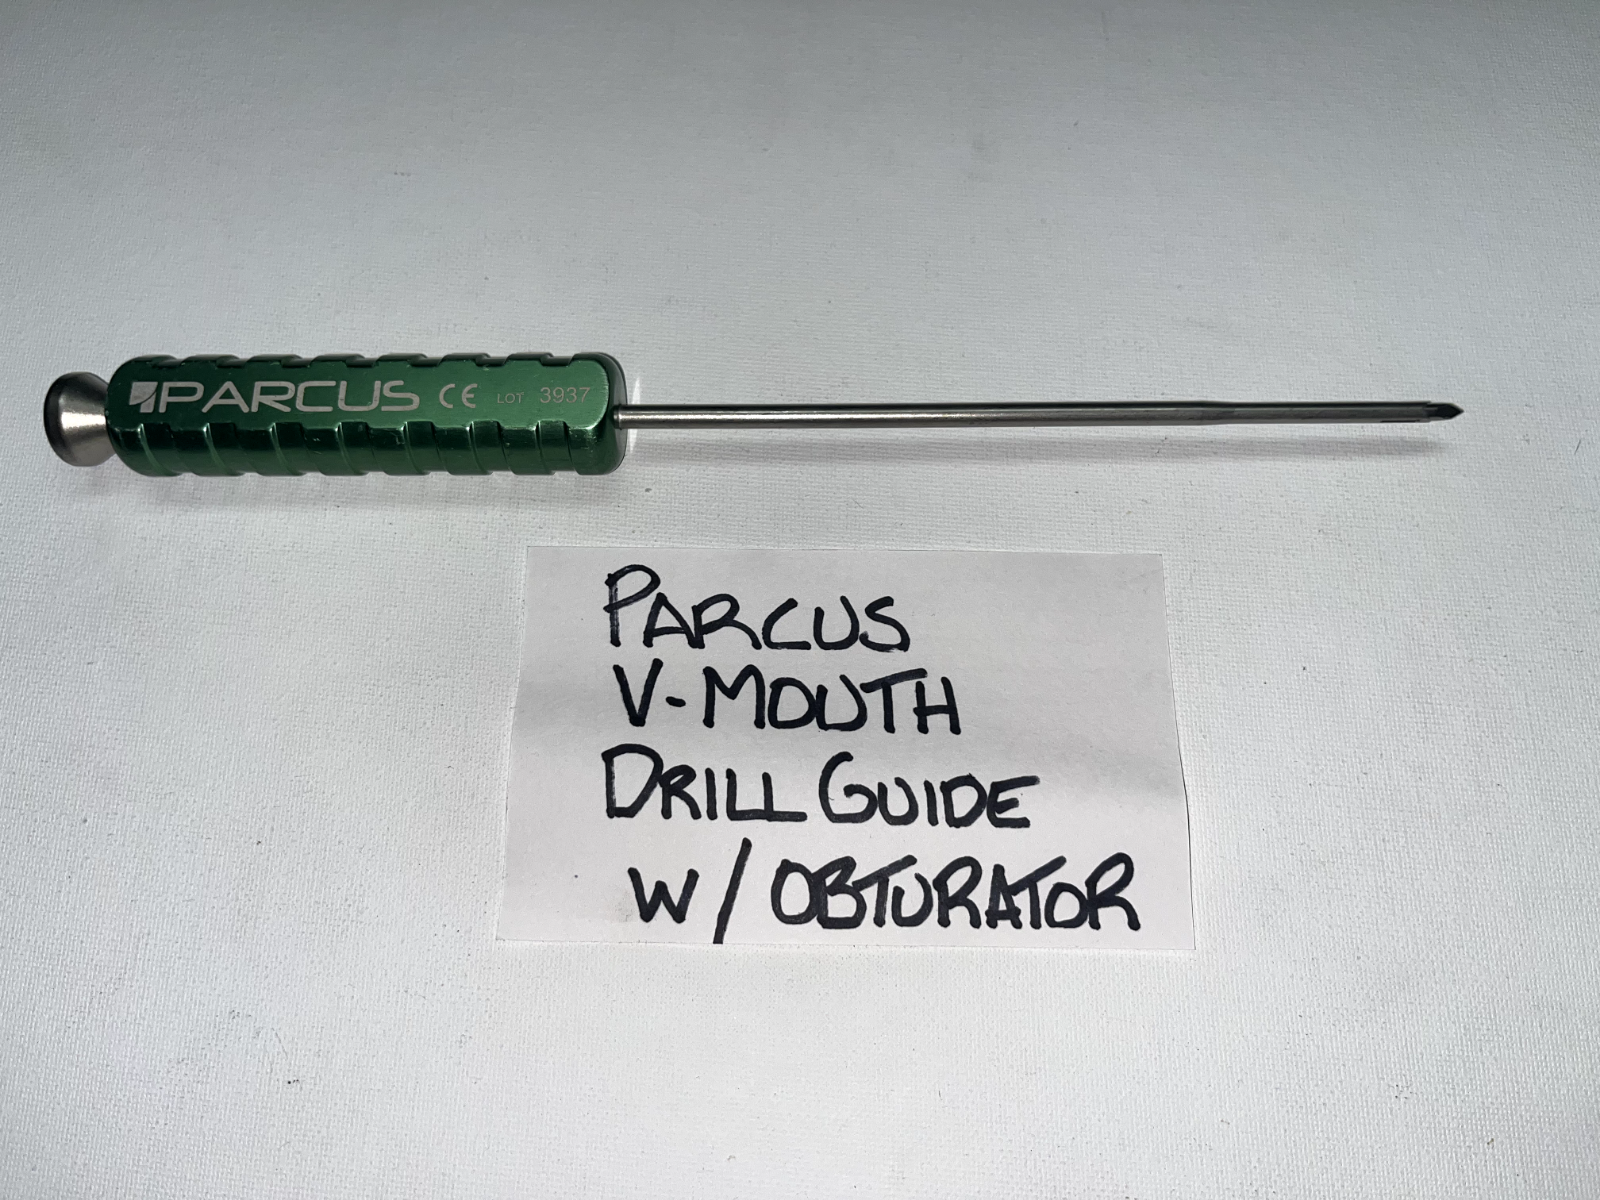 PARCUS CE LOT 3937
PARCUS
V-MOUTH
DRILL GUIDE
W/OBTURATOR